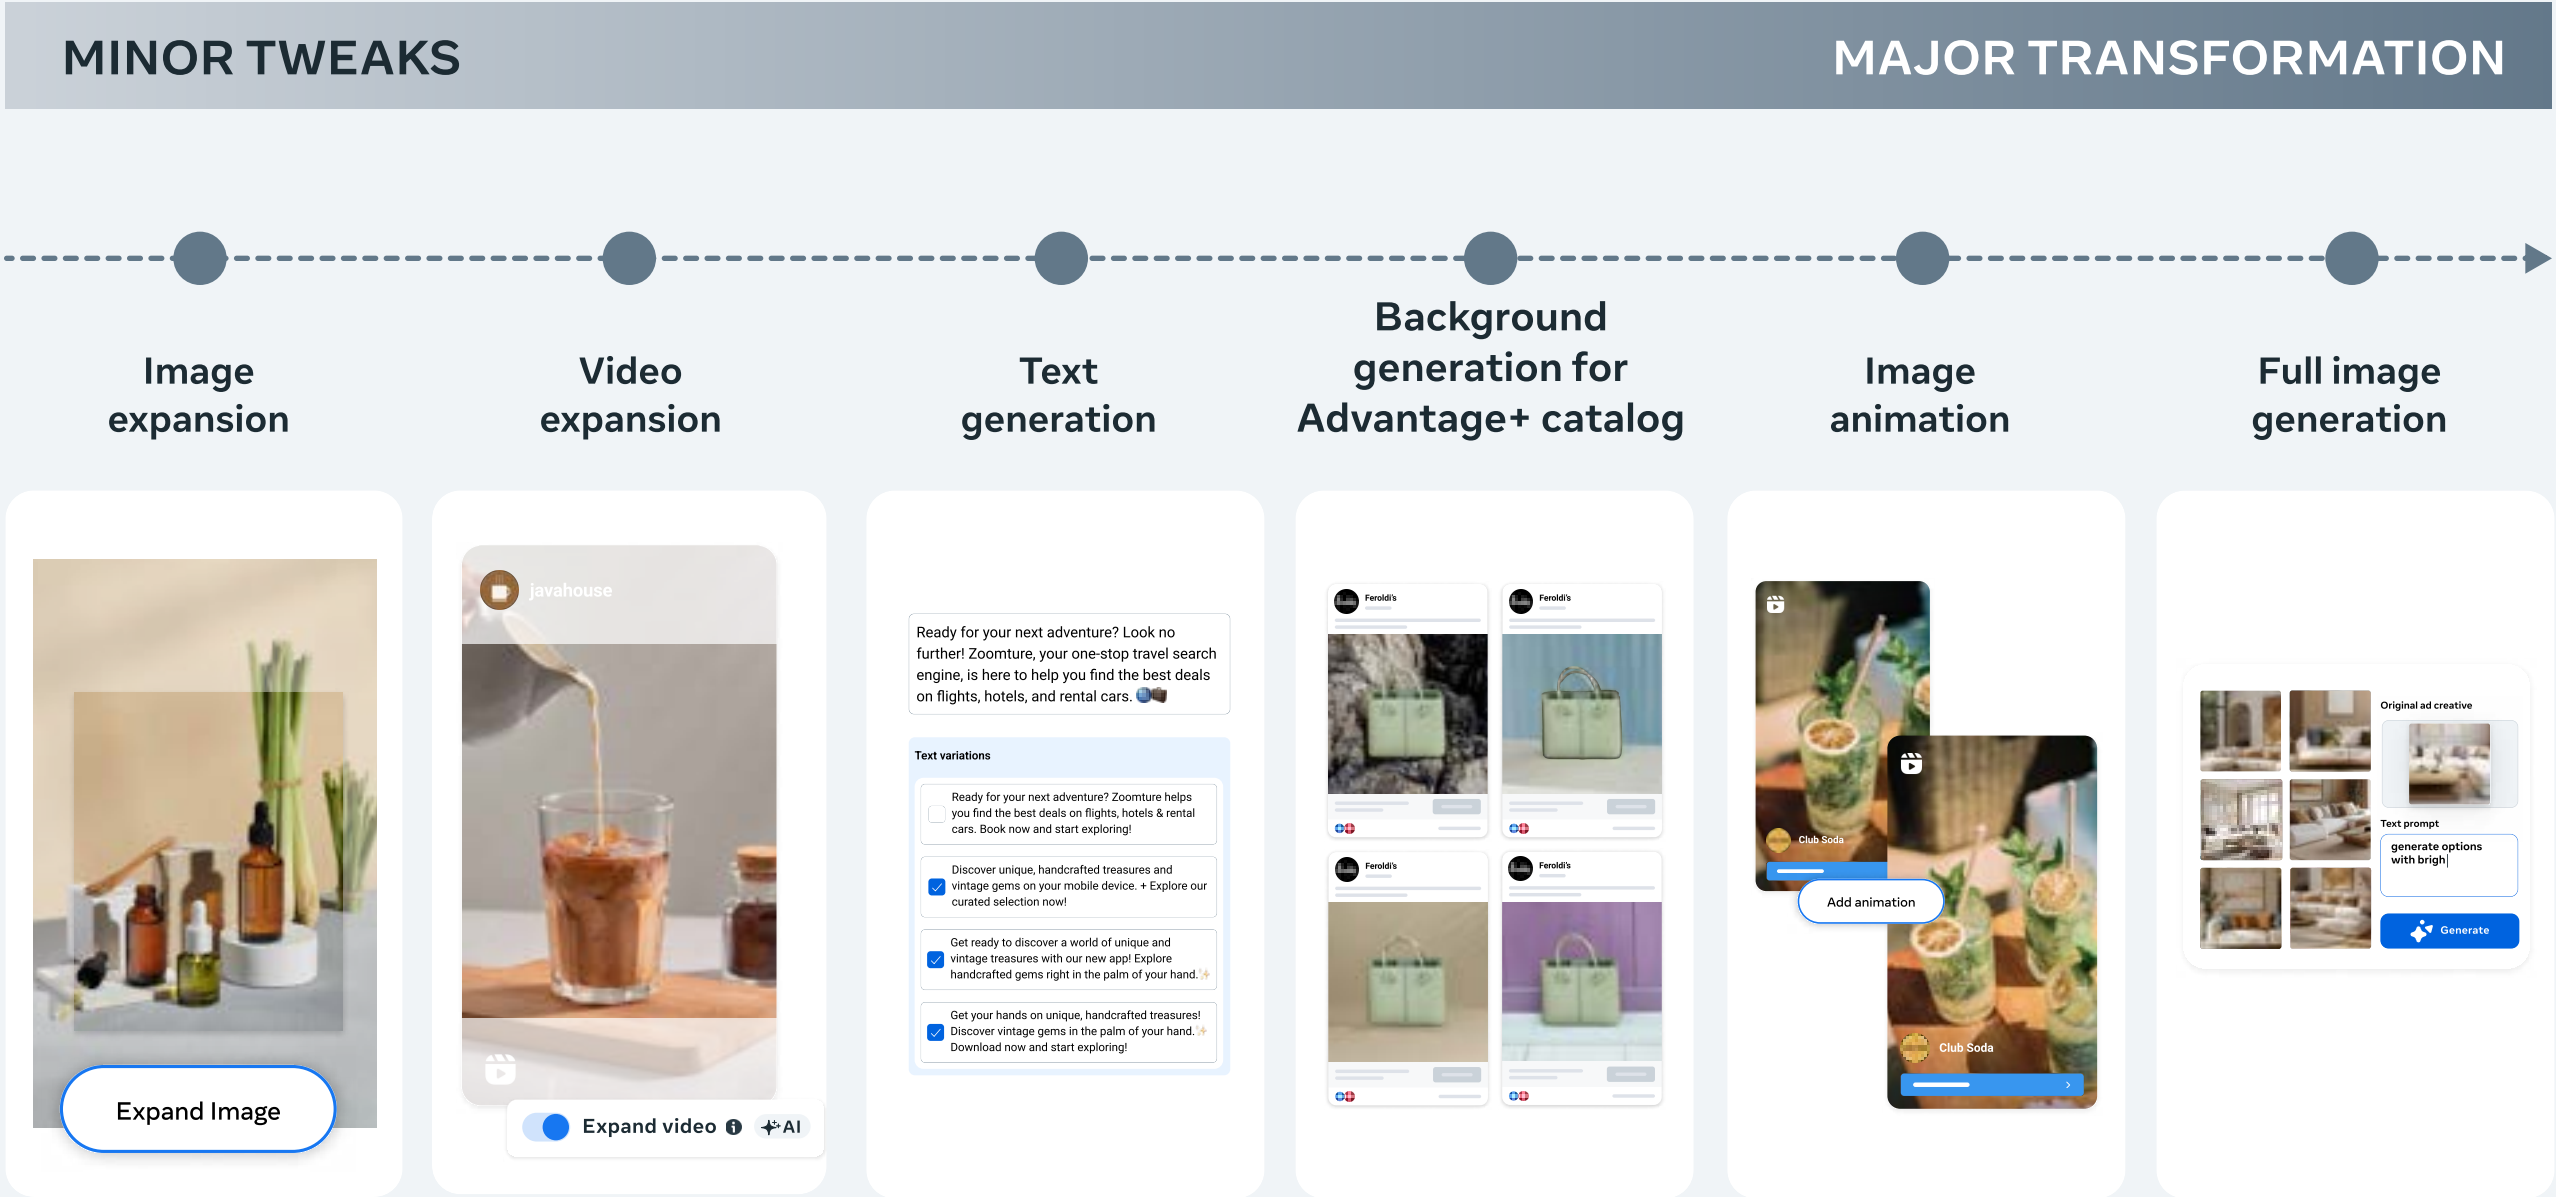 MINOR TWEAKS
MAJOR TRANSFORMATION
Image
expansion
Video
expansion
Text
generation
Background
generation for
Advantage+ catalog
Image
animation
Full image
generation
Expand Image
javahouse
Expand video
AI
Ready for your next adventure? Look no
further! Zoomture, your one-stop travel search
engine, is here to help you find the best deals
on flights, hotels, and rental cars.
Text variations
Ready for your next adventure? Zoomture helps
you find the best deals on flights, hotels & rental
cars. Book now and start exploring!
Discover unique, handcrafted treasures and
vintage gems on your mobile device. + Explore our
curated selection now!
Get ready to discover a world of unique and
vintage treasures with our new app! Explore
handcrafted gems right in the palm of your hand.✨
Get your hands on unique, handcrafted treasures!
Discover vintage gems in the palm of your hand.✨
Download now and start exploring!
Feroldi's
Feroldi's
Feroldi's
Feroldi's
Club Soda
Add animation
Club Soda
Original ad creative
Text prompt
generate options
with brigh
Generate